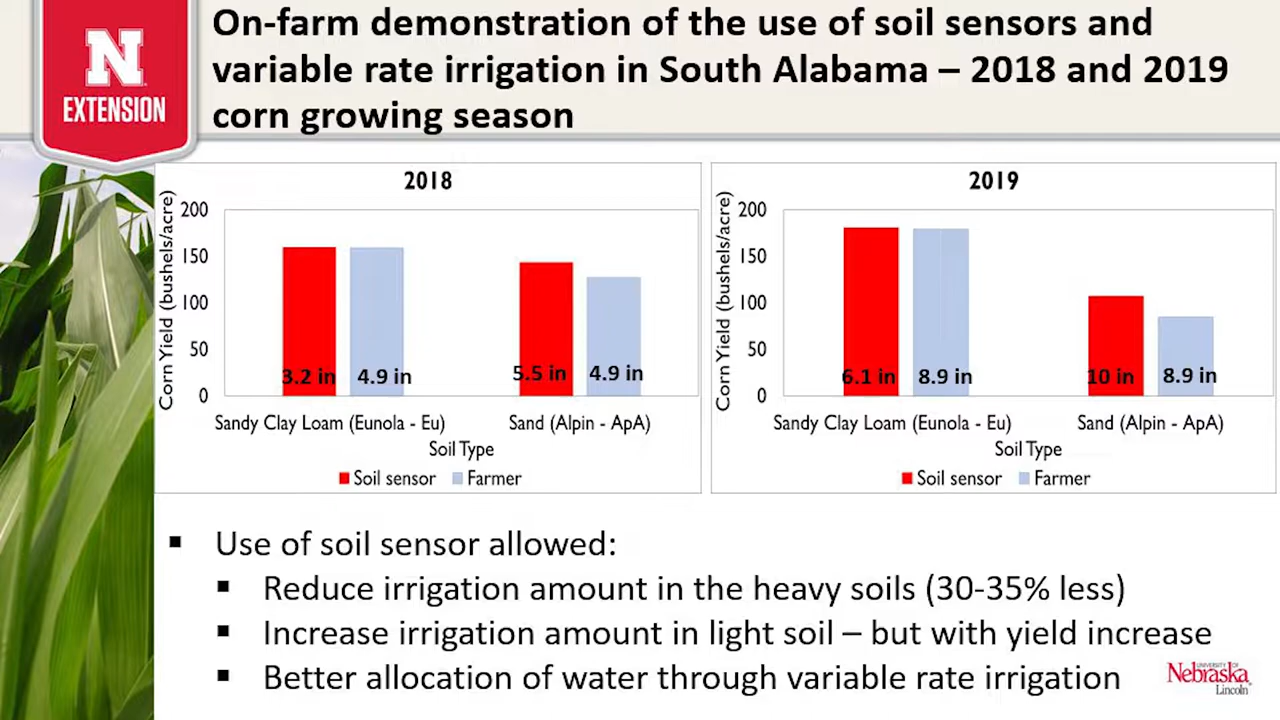 N
EXTENSION
On-farm demonstration of the use of soil sensors and
variable rate irrigation in South Alabama – 2018 and 2019
corn growing season
2018
Corn Yield (bushels/acre)
200
150
100
50
0
3.2 in
4.9 in
5.5 in
4.9 in
Sandy Clay Loam (Eunola - Eu)
Sand (Alpin - ApA)
Soil Type
Soil sensor
Farmer
2019
Corn Yield (bushels/acre)
200
150
100
50
0
6.1 in
8.9 in
10 in
8.9 in
Sandy Clay Loam (Eunola - Eu)
Sand (Alpin - ApA)
Soil Type
Soil sensor
Farmer
▪ Use of soil sensor allowed:
▪ Reduce irrigation amount in the heavy soils (30-35% less)
▪ Increase irrigation amount in light soil – but with yield increase
▪ Better allocation of water through variable rate irrigation
UNIVERSITY OF
Nebraska
Lincoln